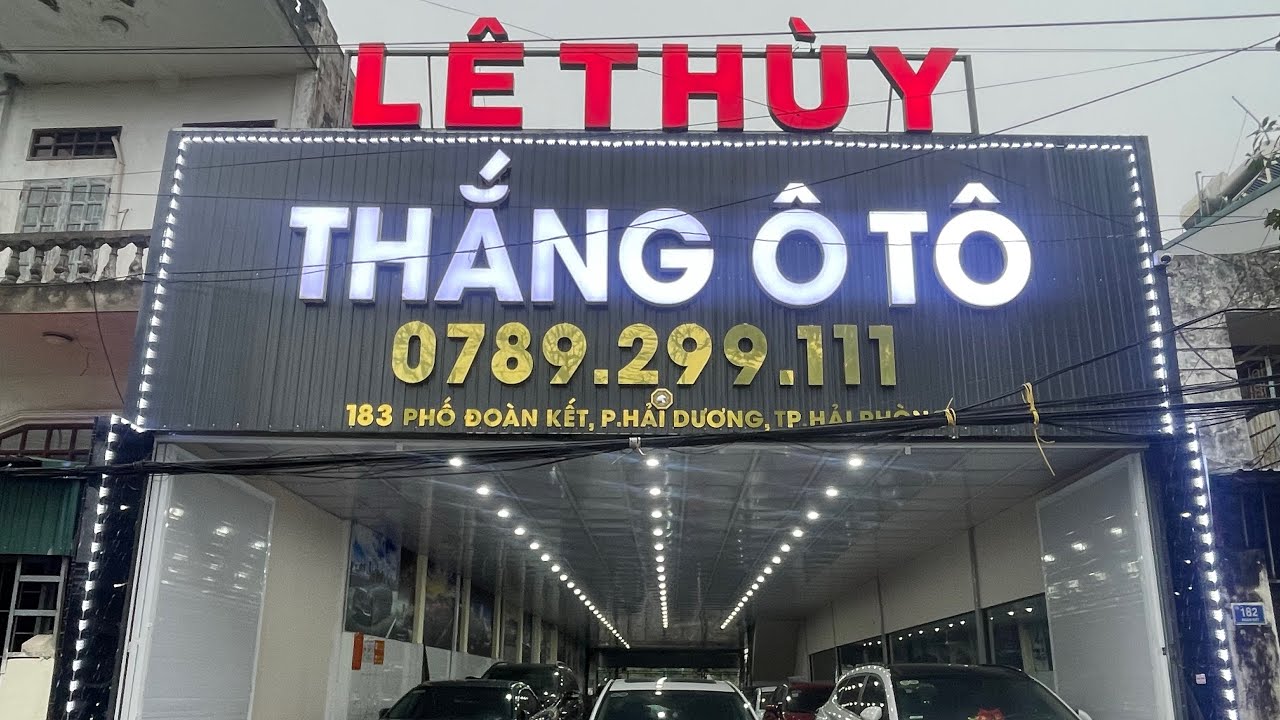 LÊ THÙY
THẮNG Ô TÔ
0789.299.111
183 PHỐ ĐOÀN KẾT, P.HẢI DƯƠNG, TP.HẢI PHÒNG
182